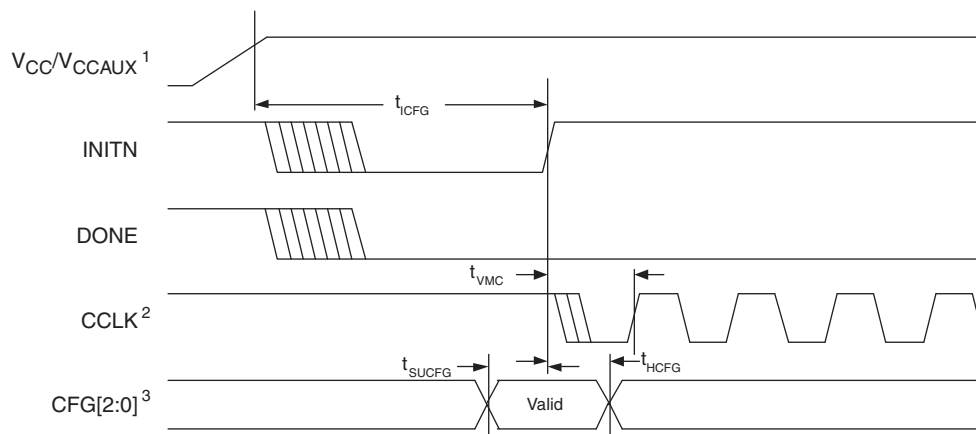 VCC/VCCAUX 1
tICFG
INITN
DONE
tVMC
CCLK 2
tSUCFG
tHCFG
CFG[2:0] 3
Valid